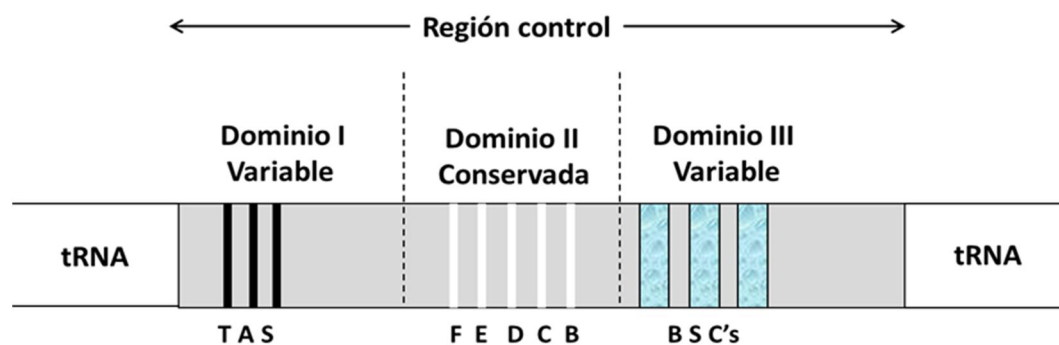 Región control
Dominio I
Variable
Dominio II
Conservada
Dominio III
Variable
tRNA
tRNA
T A S
F E D C B
B S C's